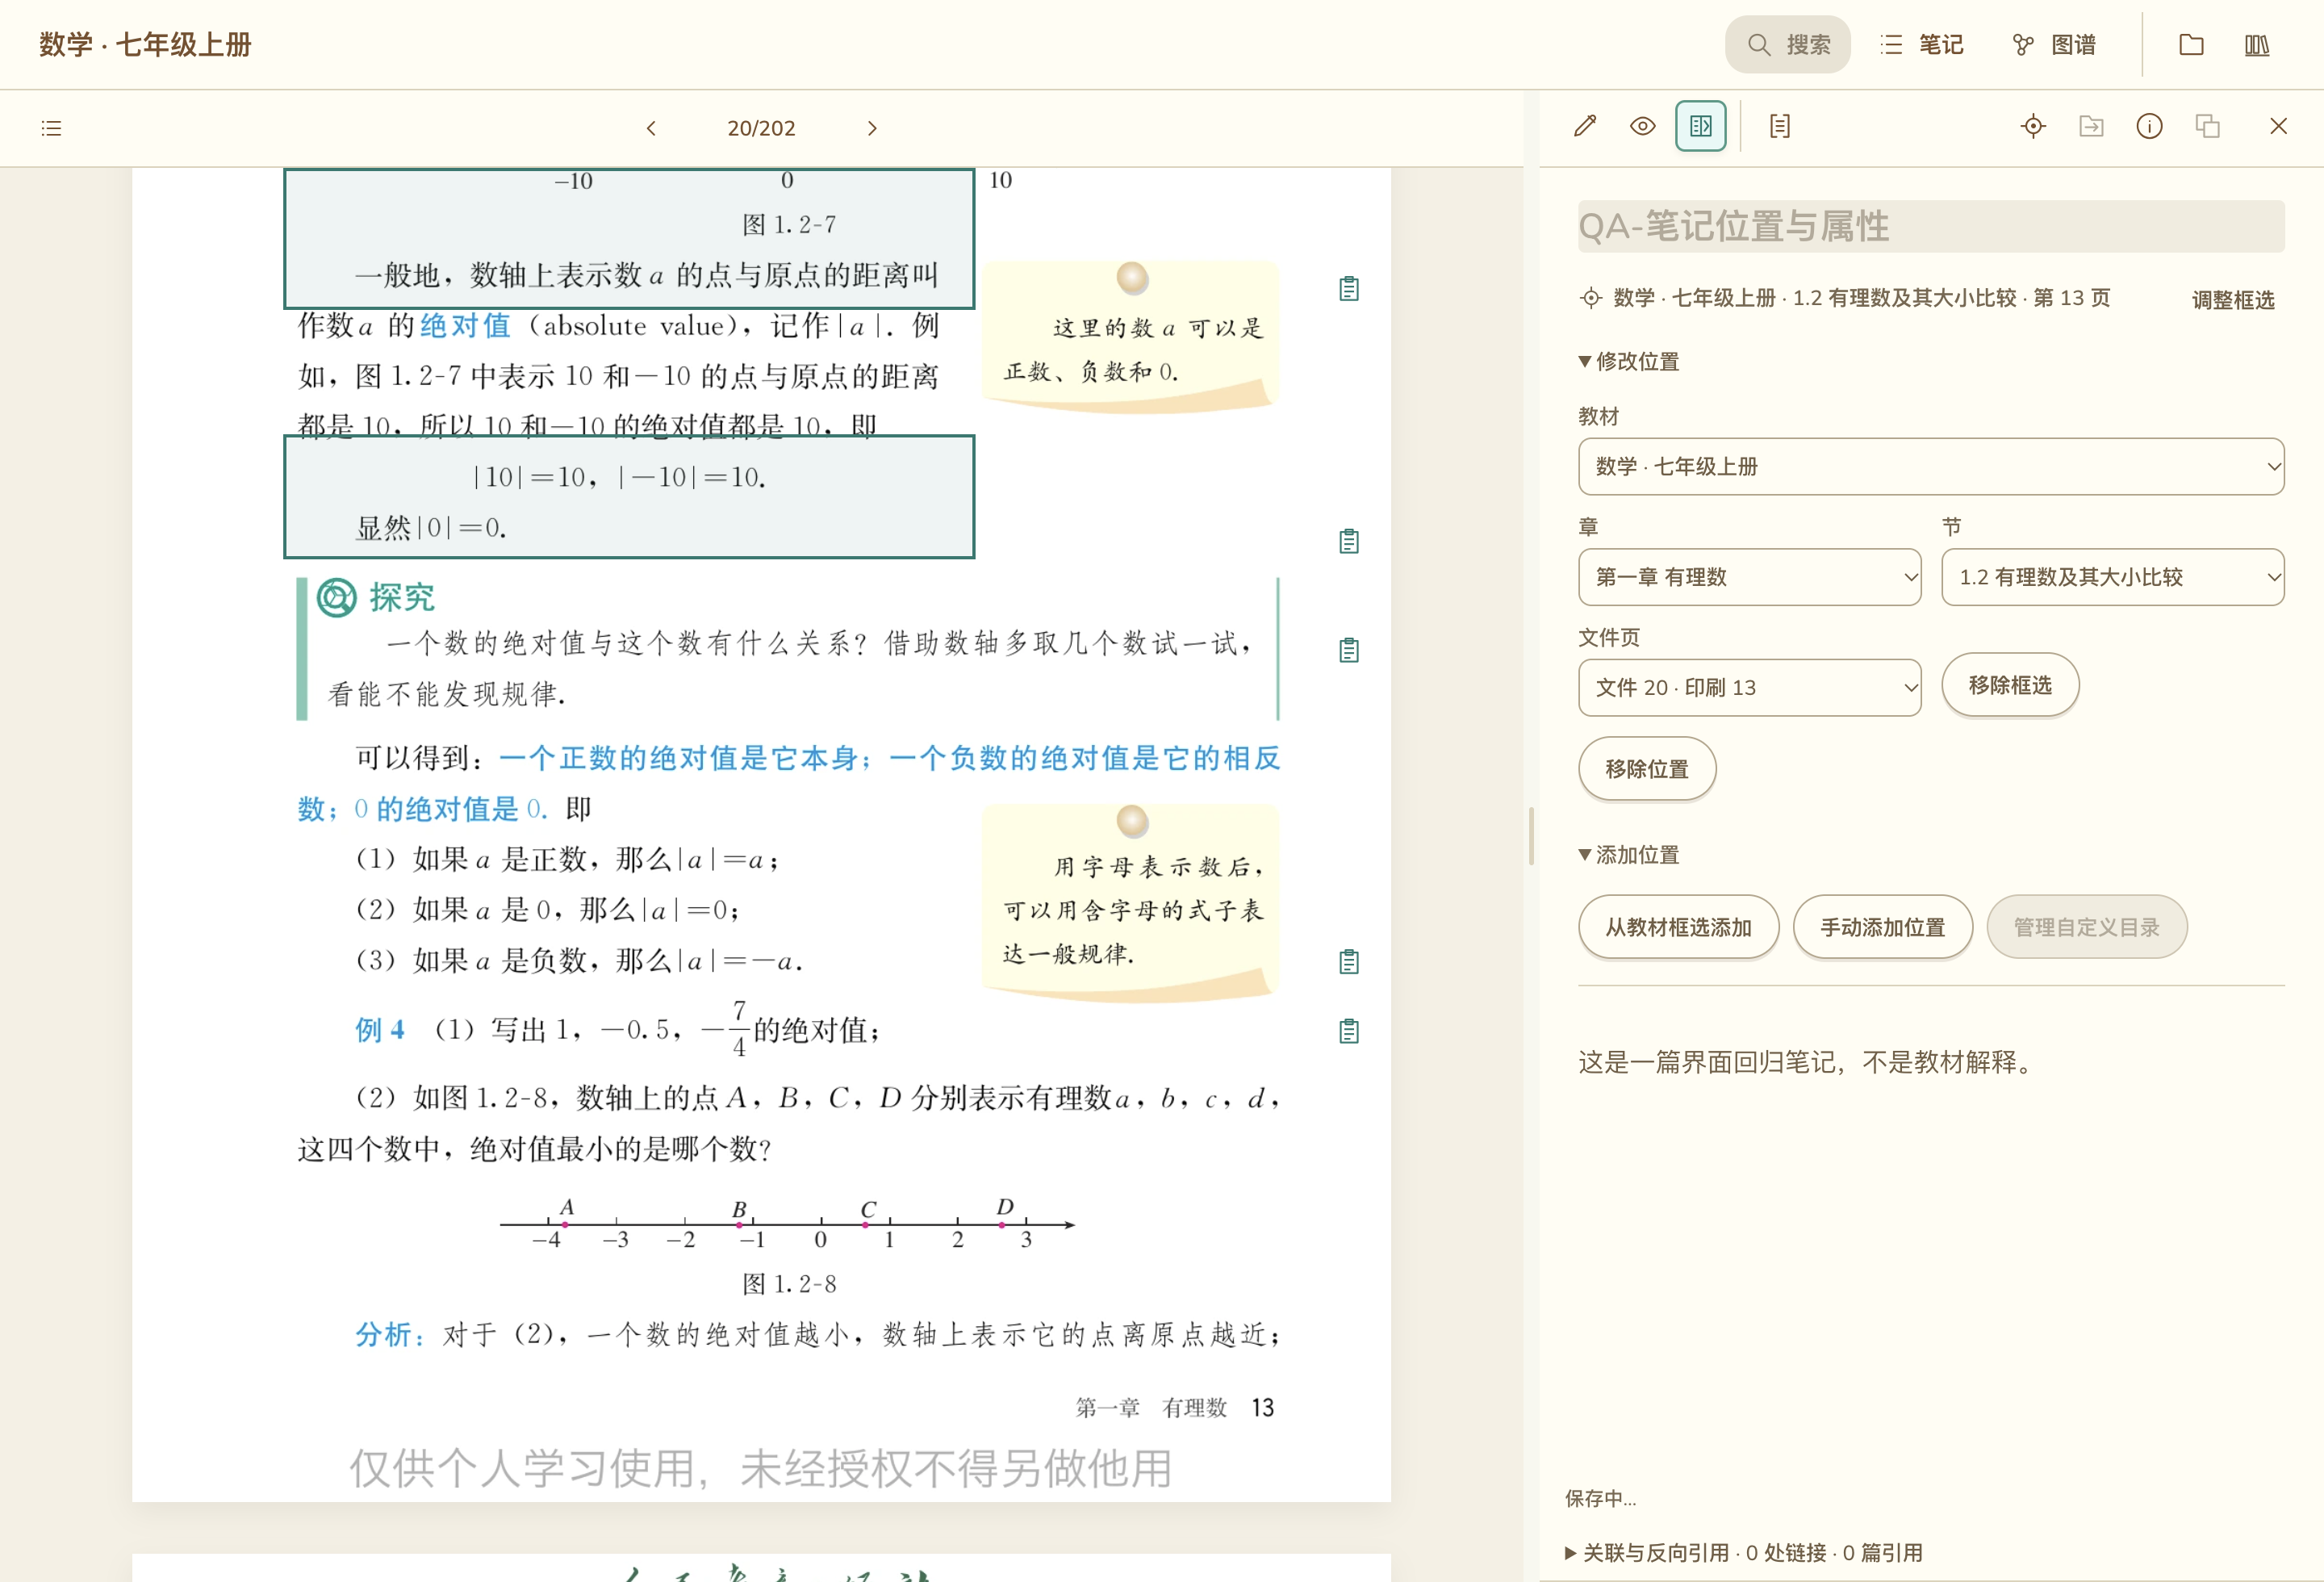 数学 · 七年级上册
搜索
笔记
图谱
20/202
−10 0 10
图 1.2-7
一般地，数轴上表示数 a 的点与原点的距离叫
作数 a 的绝对值（absolute value），记作|a|. 例
如，图 1.2-7 中表示 10 和−10 的点与原点的距离
都是 10，所以 10 和−10 的绝对值都是 10，即
|10|=10，|−10|=10.
显然|0|=0.
这里的数 a 可以是
正数、负数和 0.
探究
一个数的绝对值与这个数有什么关系？借助数轴多取几个数试一试，
看能不能发现规律.
可以得到：一个正数的绝对值是它本身；一个负数的绝对值是它的相反
数；0 的绝对值是 0. 即
（1）如果 a 是正数，那么|a|=a；
（2）如果 a 是 0，那么|a|=0；
（3）如果 a 是负数，那么|a|=−a.
用字母表示数后，
可以用含字母的式子表
达一般规律.
例 4 （1）写出 1，−0.5，−7/4的绝对值；
（2）如图 1.2-8，数轴上的点 A，B，C，D 分别表示有理数 a，b，c，d，
这四个数中，绝对值最小的是哪个数？
A B C D
−4 −3 −2 −1 0 1 2 3
图 1.2-8
分析：对于（2），一个数的绝对值越小，数轴上表示它的点离原点越近；
第一章 有理数 13
仅供个人学习使用，未经授权不得另做他用
QA-笔记位置与属性
数学 · 七年级上册 · 1.2 有理数及其大小比较 · 第 13 页
调整框选
▼修改位置
教材
数学 · 七年级上册
章
节
第一章 有理数
1.2 有理数及其大小比较
文件页
文件 20 · 印刷 13
移除框选
移除位置
▼添加位置
从教材框选添加
手动添加位置
管理自定义目录
这是一篇界面回归笔记，不是教材解释。
保存中...
▶关联与反向引用 · 0 处链接 · 0 篇引用